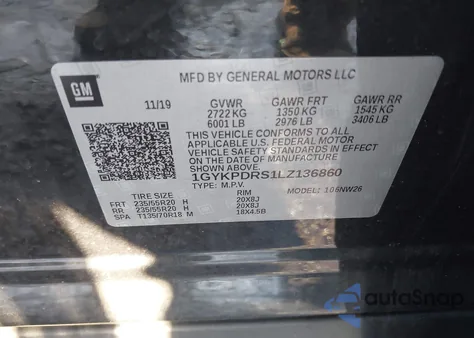 GM
MFD BY GENERAL MOTORS LLC
11/19 GVWR GAWR FRT GAWR RR
2722 KG 1350 KG 1545 KG
6001 LB 2976 LB 3406 LB
THIS VEHICLE CONFORMS TO ALL
APPLICABLE U.S. FEDERAL MOTOR
VEHICLE SAFETY STANDARDS IN EFFECT
ON THE DATE OF MANUFACTURE
SHOWN ABOVE.
1GYKPDRS1LZ136860
TYPE: M.P.V. MODEL: 106NW26
RIM
FRT 235/55R20 H 20X8J
RR 235/55R20 H 20X8J
SPA T135/70R18 M 18X4.5B
autoSnap